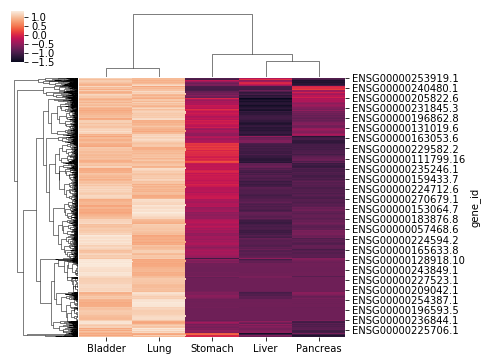 1.0
0.5
0.0
−0.5
−1.0
−1.5
ENSG00000253919.1
ENSG00000240480.1
ENSG00000205822.6
ENSG00000231845.3
ENSG00000196862.8
ENSG00000131019.6
ENSG00000163053.6
ENSG00000229582.2
ENSG00000111799.16
ENSG00000235246.1
ENSG00000159433.7
ENSG00000224712.6
ENSG00000270679.1
ENSG00000153064.7
ENSG00000183876.8
ENSG00000057468.6
ENSG00000224594.2
ENSG00000165633.8
ENSG00000128918.10
ENSG00000243849.1
ENSG00000227523.1
ENSG00000209042.1
ENSG00000254387.1
ENSG00000196593.5
ENSG00000236844.1
ENSG00000225706.1
gene_id
Bladder Lung Stomach Liver Pancreas